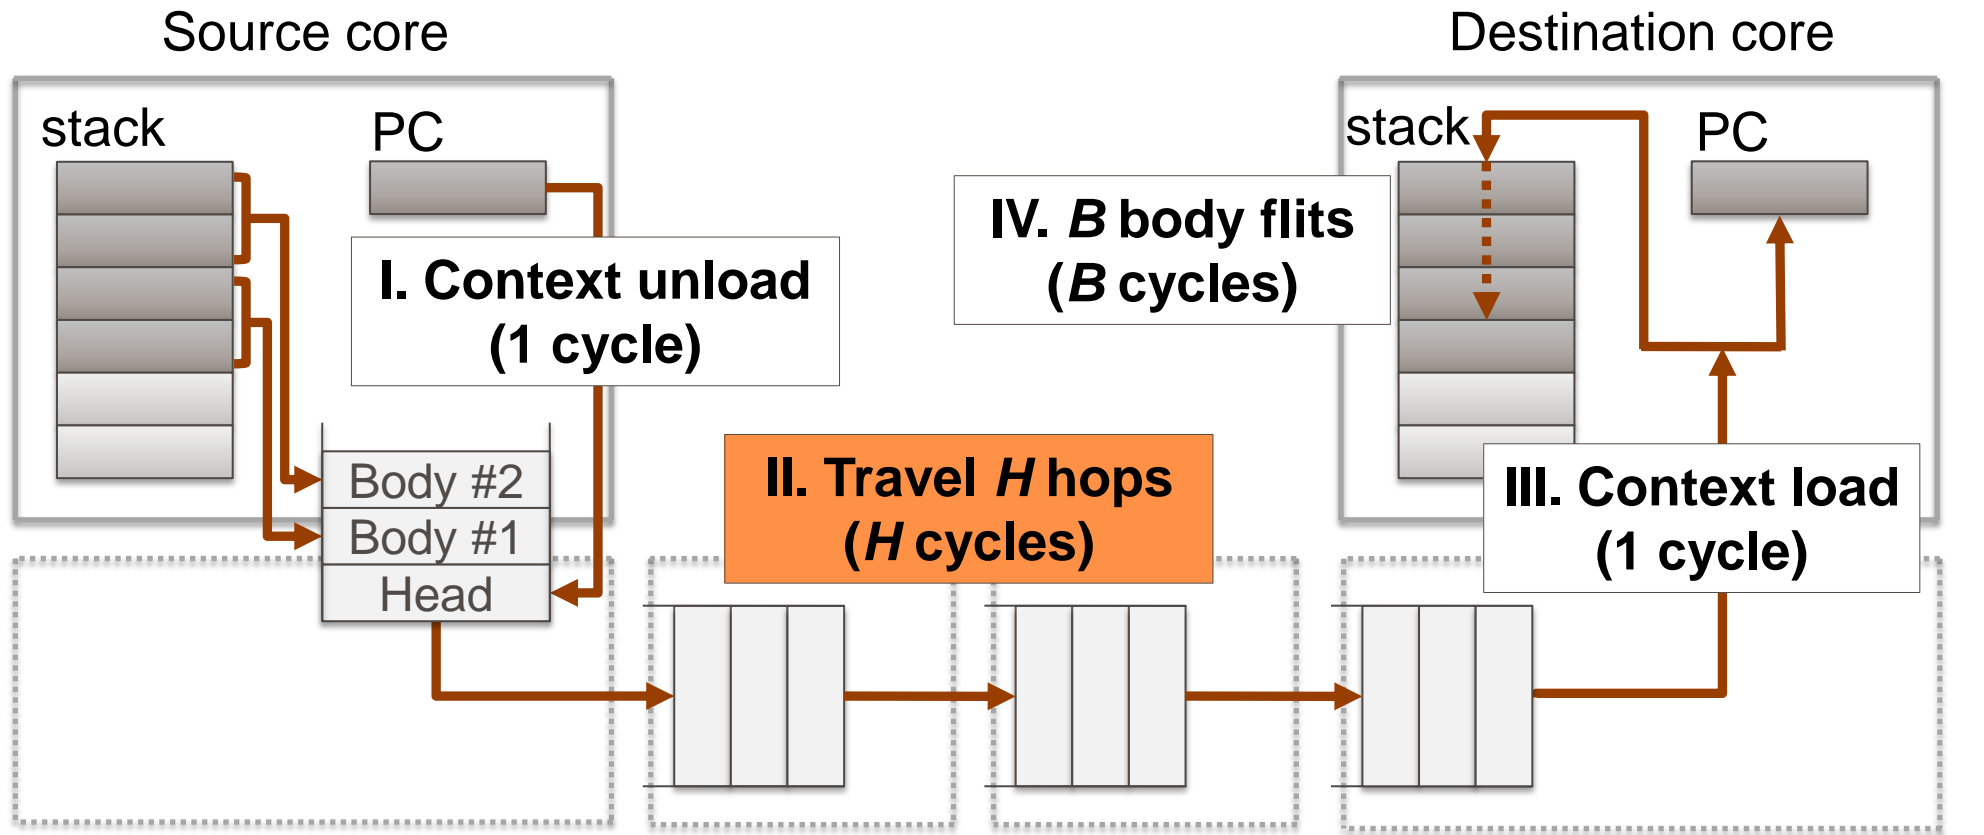 Source core
Destination core
stack
PC
stack
PC
I. Context unload
(1 cycle)
IV. B body flits
(B cycles)
II. Travel H hops
(H cycles)
III. Context load
(1 cycle)
Body #2
Body #1
Head